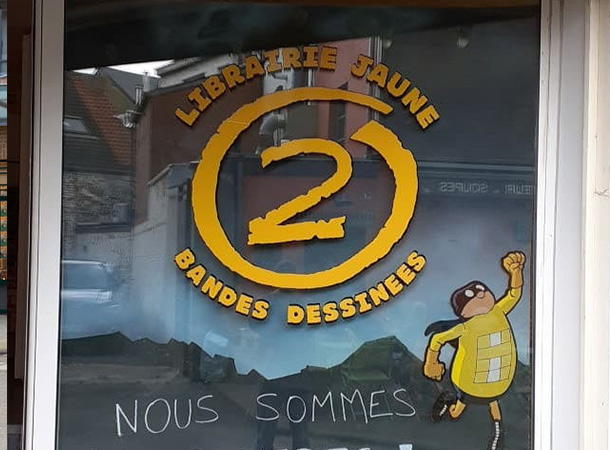 LIBRAIRIE JAUNE
2
BANDES DESSINEES
NOUS SOMMES